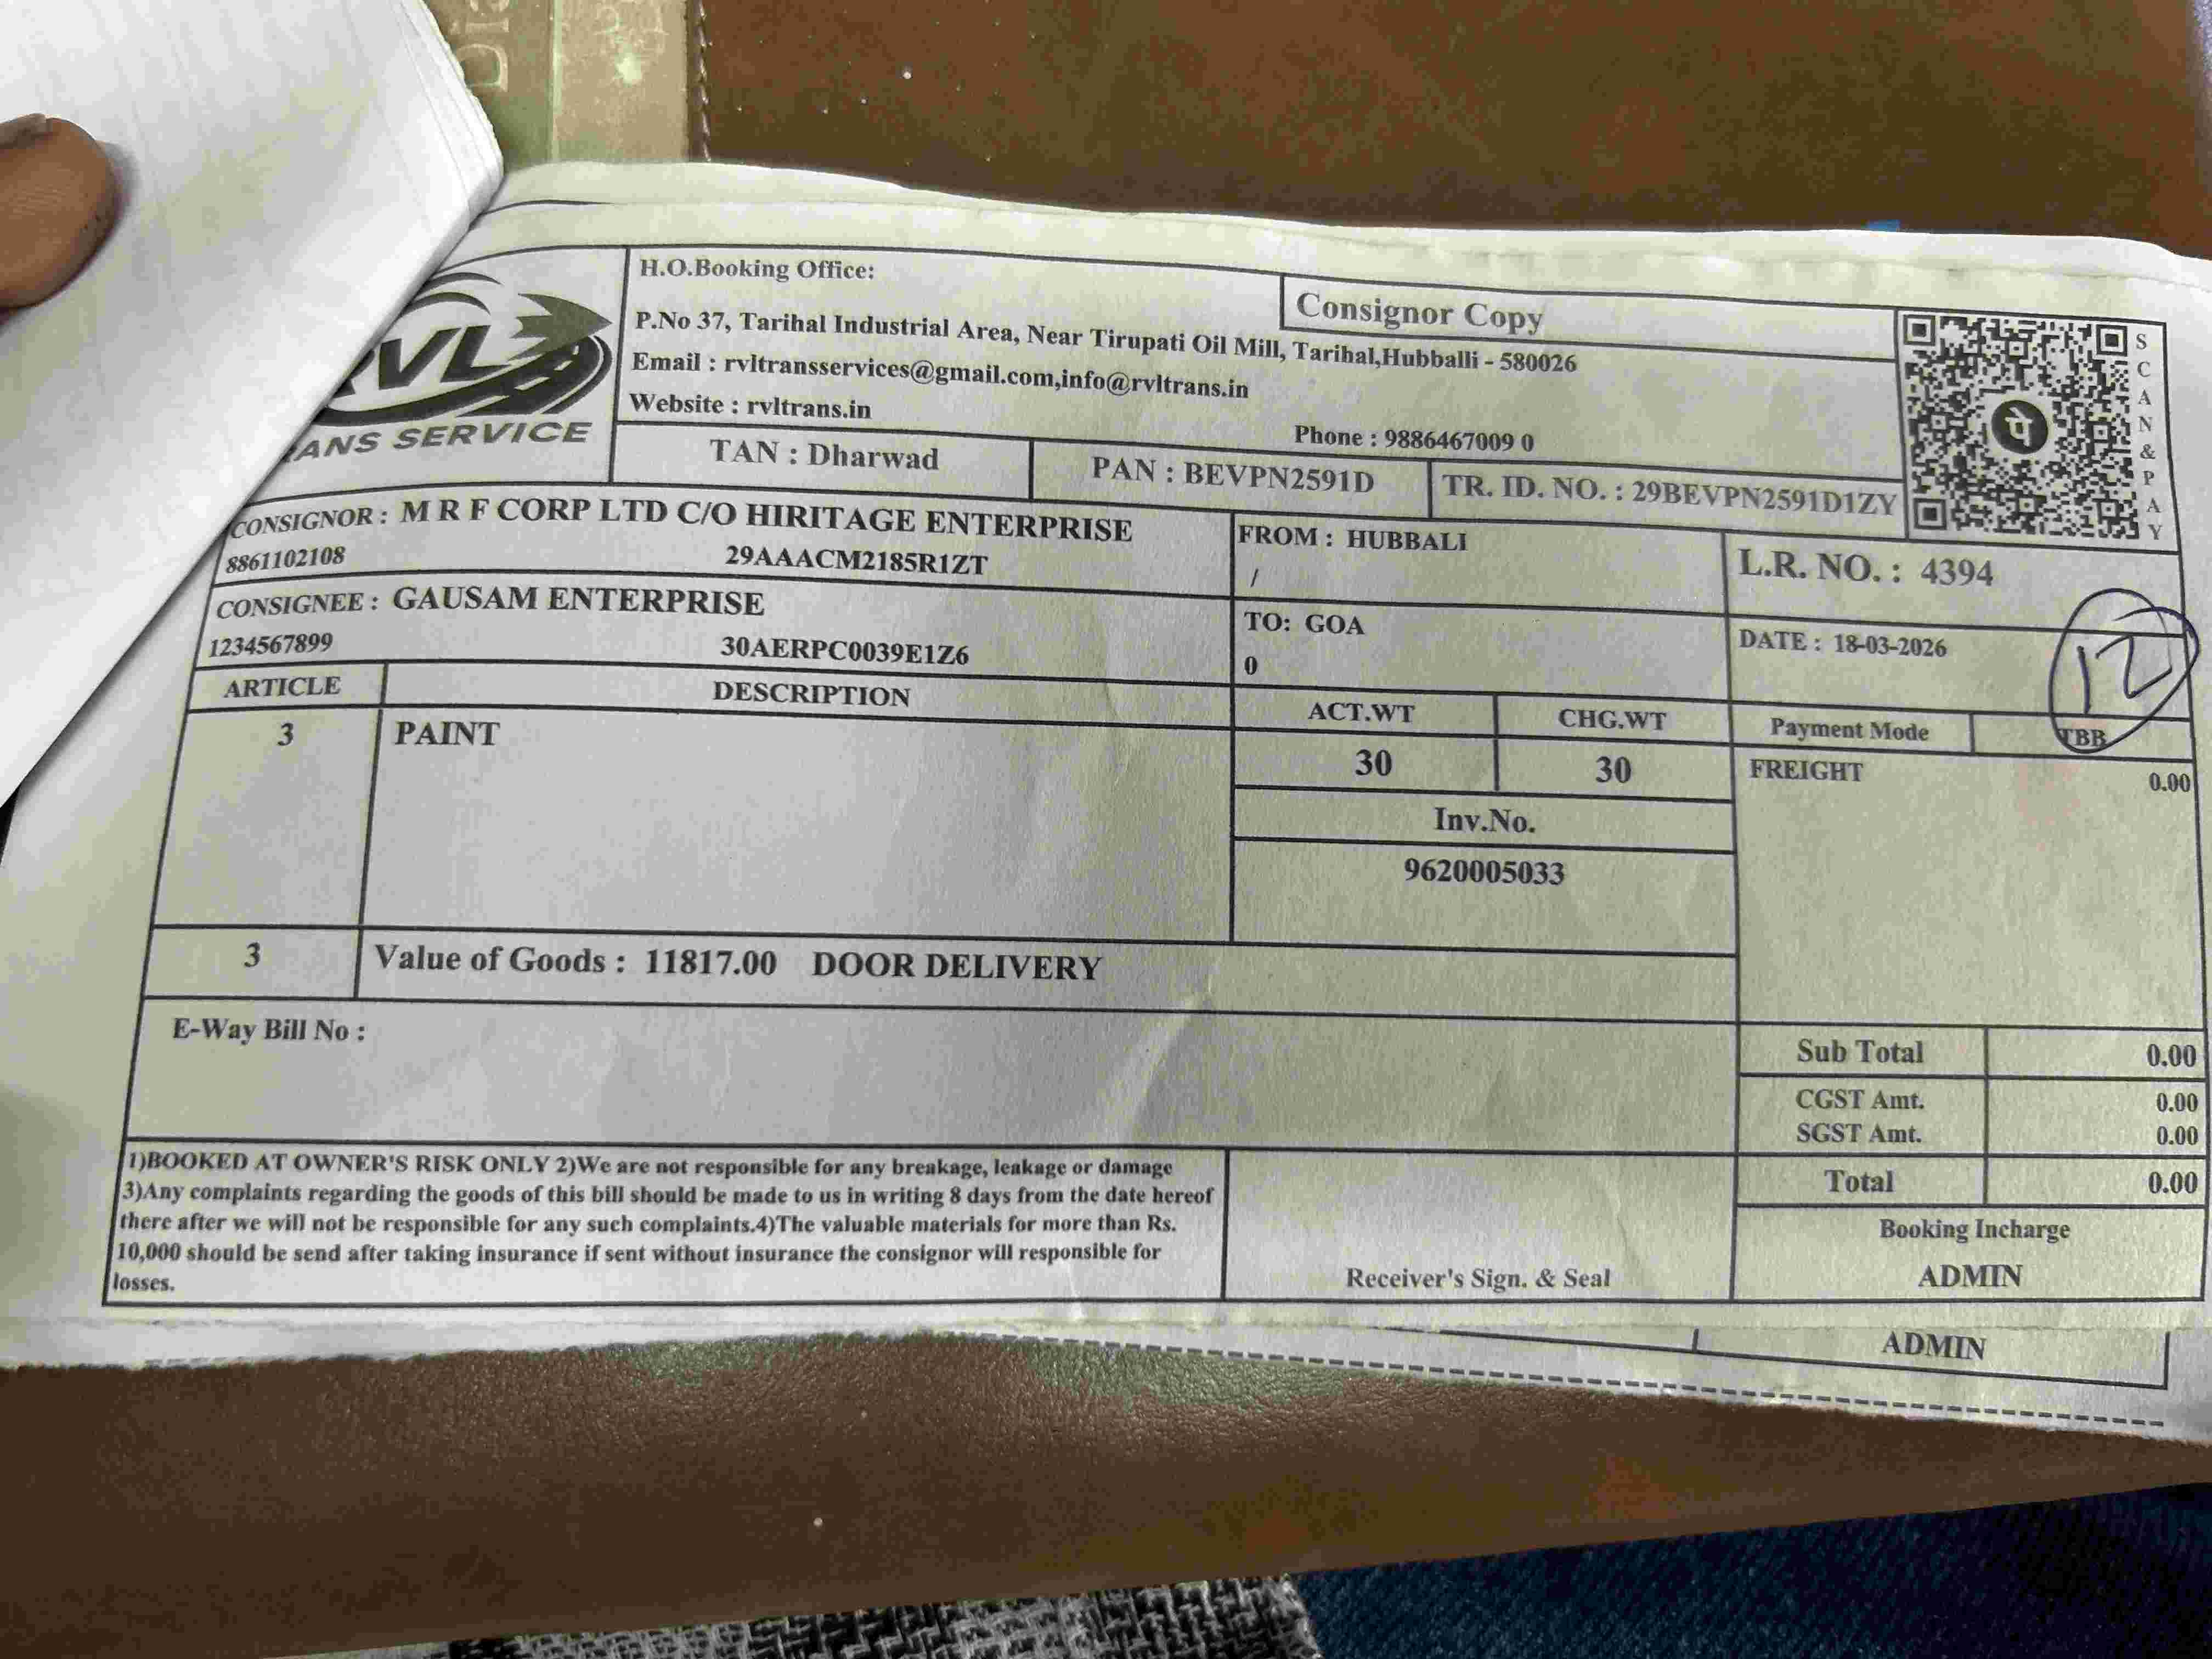 H.O.Booking Office:
Consignor Copy
P.No 37, Tarihal Industrial Area, Near Tirupati Oil Mill, Tarihal,Hubballi - 580026
Email : rvltransservices@gmail.com,info@rvltrans.in
Website : rvltrans.in
Phone : 9886467009 0
RVL
TRANS SERVICE
SCAN&PAY
पे
TAN : Dharwad
PAN : BEVPN2591D
TR. ID. NO. : 29BEVPN2591D1ZY
CONSIGNOR : M R F CORP LTD C/O HIRITAGE ENTERPRISE
8861102108 29AAACM2185R1ZT
FROM : HUBBALI
/
L.R. NO. : 4394
CONSIGNEE : GAUSAM ENTERPRISE
1234567899 30AERPC0039E1Z6
TO: GOA
0
DATE : 18-03-2026
12
ARTICLE DESCRIPTION ACT.WT CHG.WT Payment Mode TBB
3 PAINT 30 30 FREIGHT 0.00
Inv.No.
9620005033
3 Value of Goods : 11817.00 DOOR DELIVERY
E-Way Bill No :
Sub Total 0.00
CGST Amt. 0.00
SGST Amt. 0.00
Total 0.00
1)BOOKED AT OWNER'S RISK ONLY 2)We are not responsible for any breakage, leakage or damage
3)Any complaints regarding the goods of this bill should be made to us in writing 8 days from the date hereof
there after we will not be responsible for any such complaints.4)The valuable materials for more than Rs.
10,000 should be send after taking insurance if sent without insurance the consignor will responsible for
losses.
Receiver's Sign. & Seal
Booking Incharge
ADMIN
ADMIN